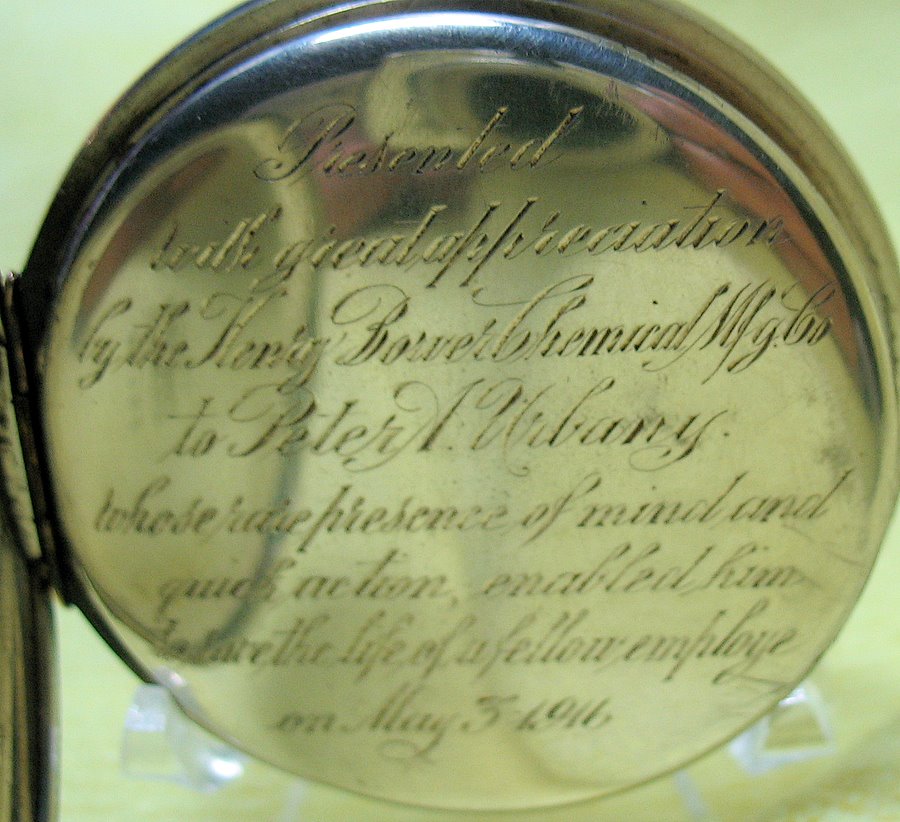 Presented
with great appreciation
by the Henry Bower Chemical Mfg. Co
to Peter A. Urbany.
whose rare presence of mind and
quick action, enabled him
to save the life of a fellow employe
on May 3-1916